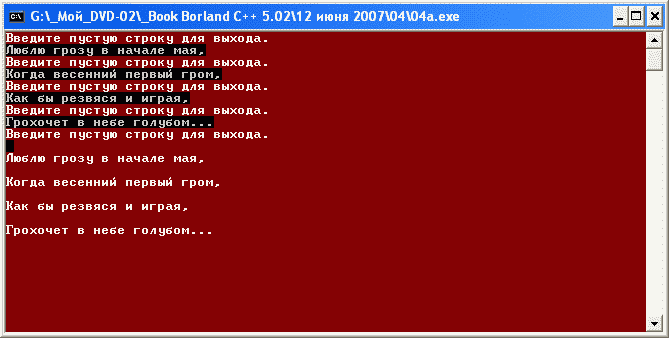 G:\_Мой_DVD-02\_Book Borland C++ 5.02\12 июня 2007\04\04a.exe
Введите пустую строку для выхода.
Люблю грозу в начале мая,
Введите пустую строку для выхода.
Когда весенний первый гром,
Введите пустую строку для выхода.
Как бы резвяся и играя,
Введите пустую строку для выхода.
Грохочет в небе голубом...
Введите пустую строку для выхода.
Люблю грозу в начале мая,
Когда весенний первый гром,
Как бы резвяся и играя,
Грохочет в небе голубом...